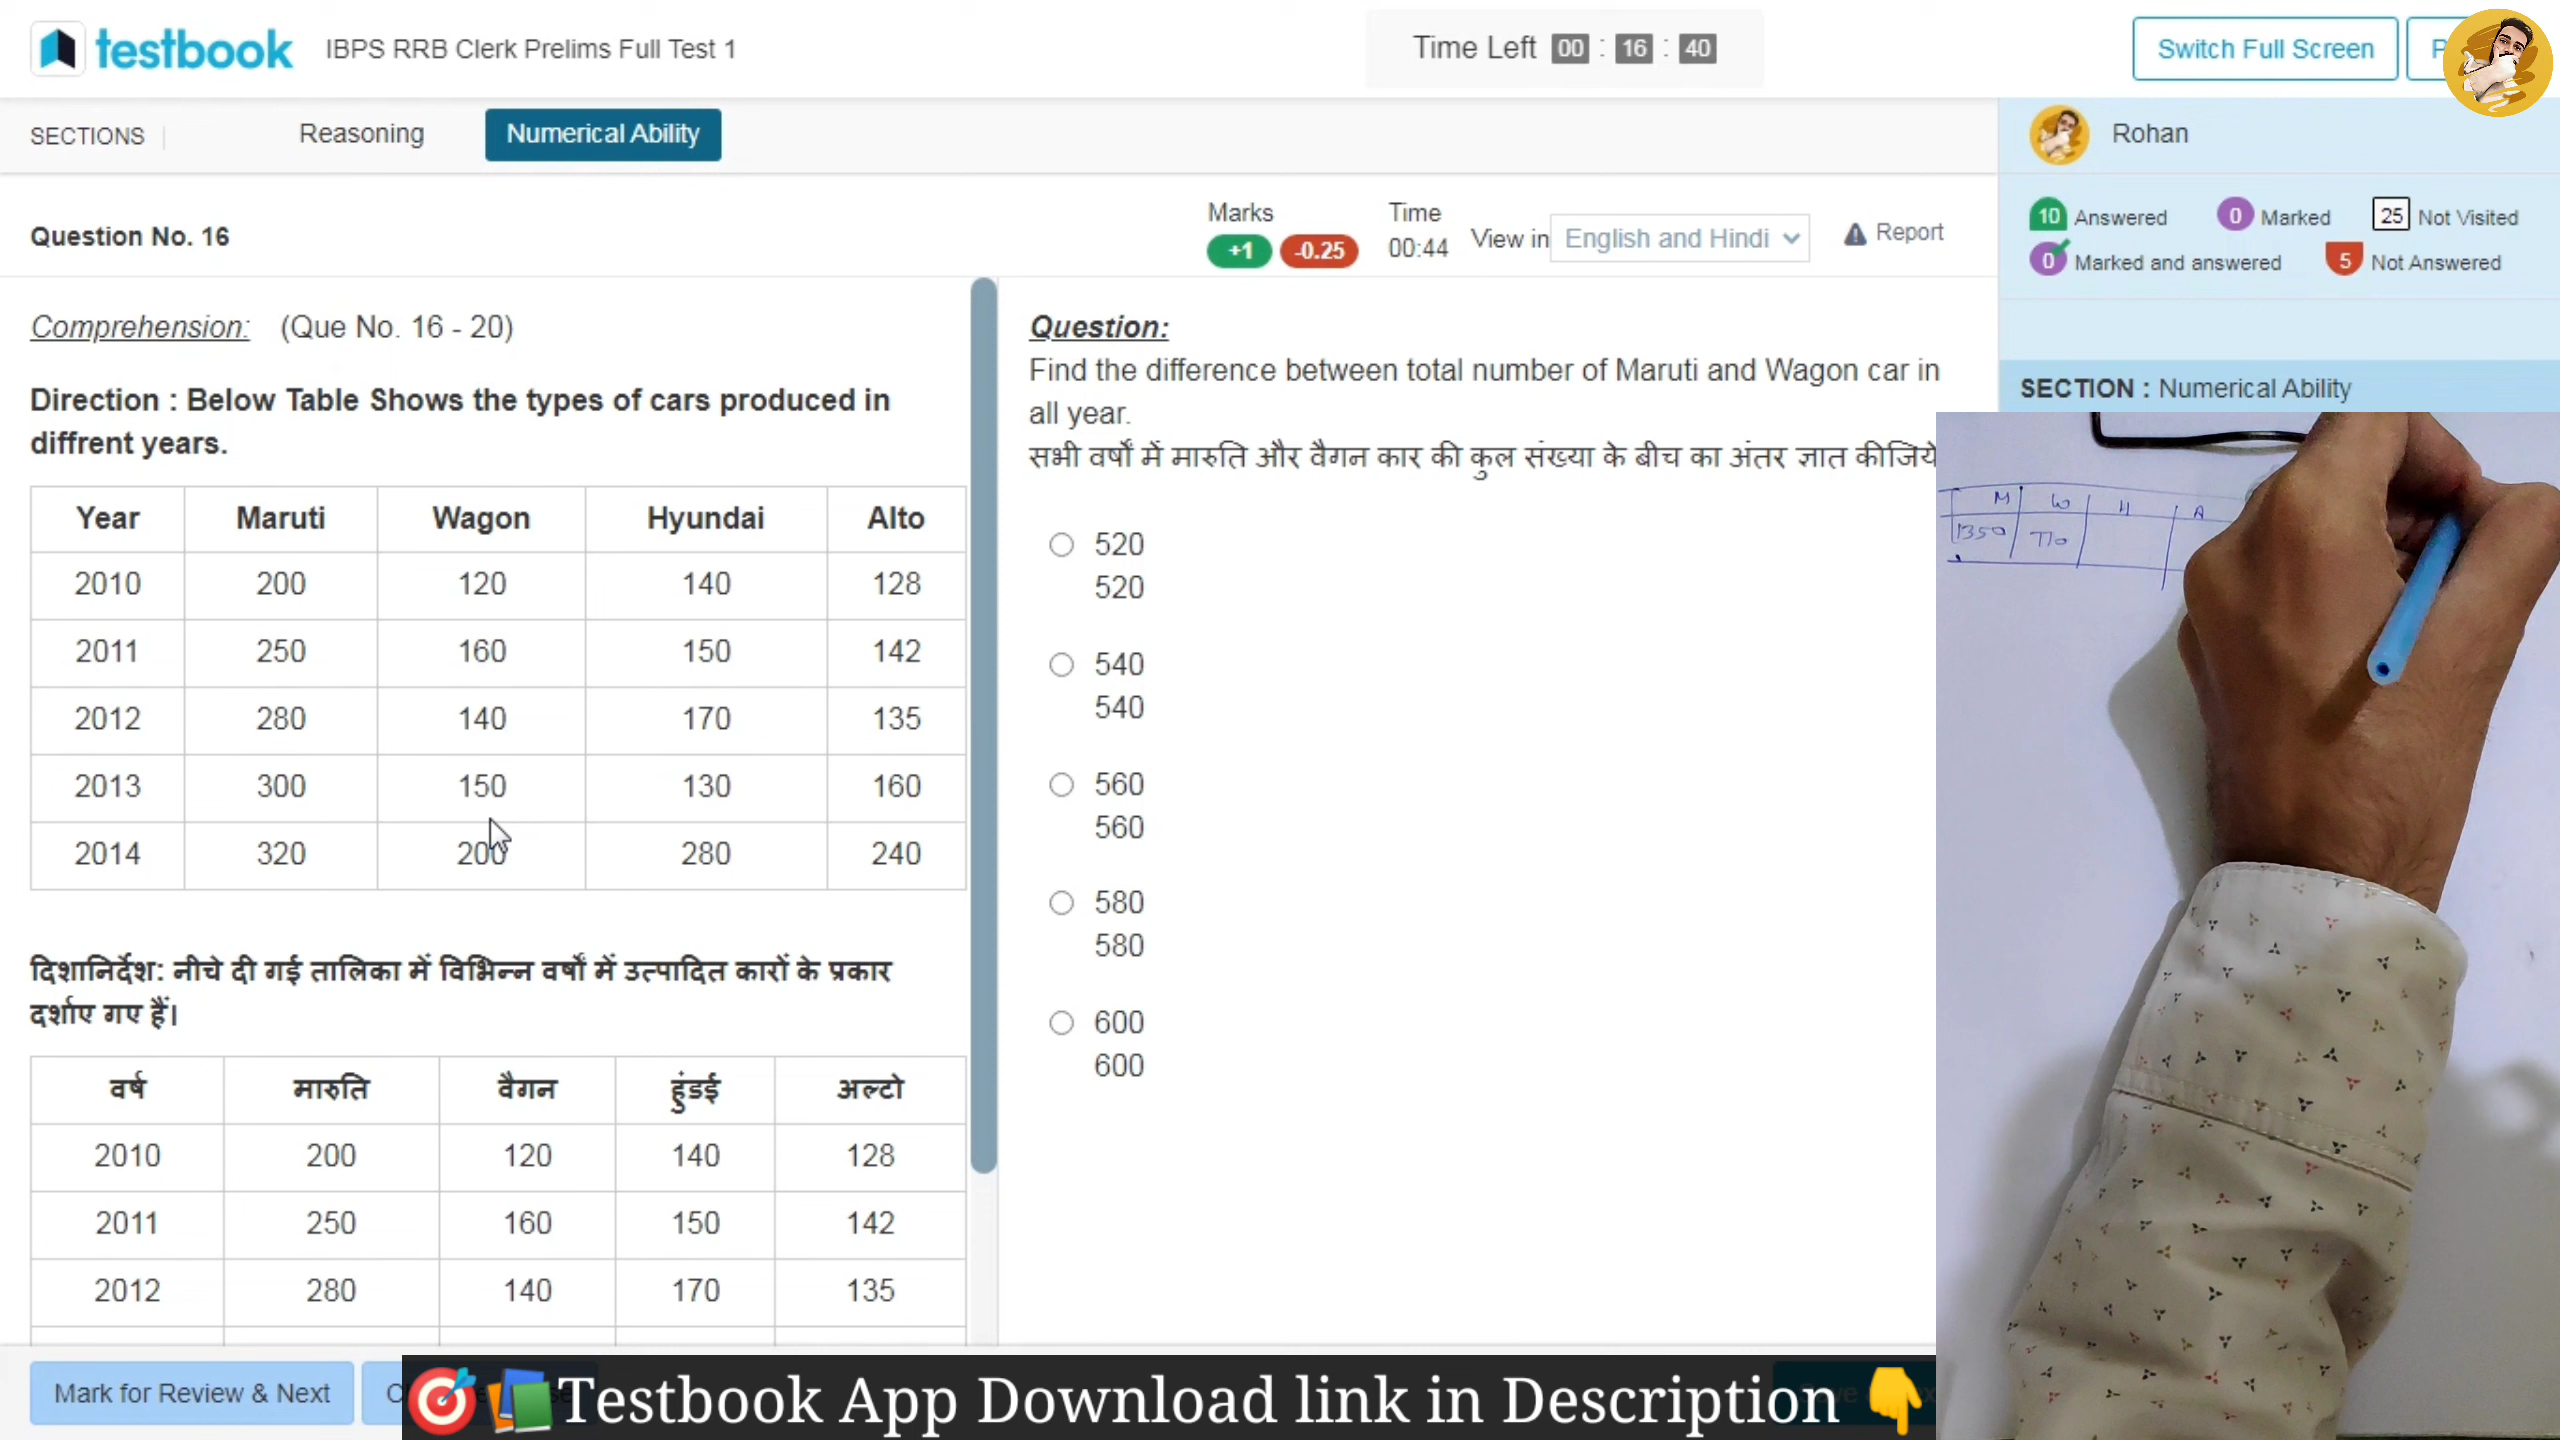 testbook IBPS RRB Clerk Prelims Full Test 1 Time Left 00 : 16 : 40 Switch Full Screen
SECTIONS Reasoning Numerical Ability Rohan
Question No. 16 Marks +1 -0.25 Time 00:44 View in English and Hindi Report
10 Answered 0 Marked 25 Not Visited
0 Marked and answered 5 Not Answered
SECTION : Numerical Ability
Comprehension: (Que No. 16 - 20)
Direction : Below Table Shows the types of cars produced in
diffrent years.
Year Maruti Wagon Hyundai Alto
2010 200 120 140 128
2011 250 160 150 142
2012 280 140 170 135
2013 300 150 130 160
2014 320 200 280 240
दिशानिर्देश: नीचे दी गई तालिका में विभिन्न वर्षों में उत्पादित कारों के प्रकार
दर्शाए गए हैं।
वर्ष मारुति वैगन हुंडई अल्टो
2010 200 120 140 128
2011 250 160 150 142
2012 280 140 170 135
Question:
Find the difference between total number of Maruti and Wagon car in
all year.
सभी वर्षों में मारुति और वैगन कार की कुल संख्या के बीच का अंतर ज्ञात कीजिये
520
520
540
540
560
560
580
580
600
600
M W H A
1350 770
Mark for Review & Next
Testbook App Download link in Description